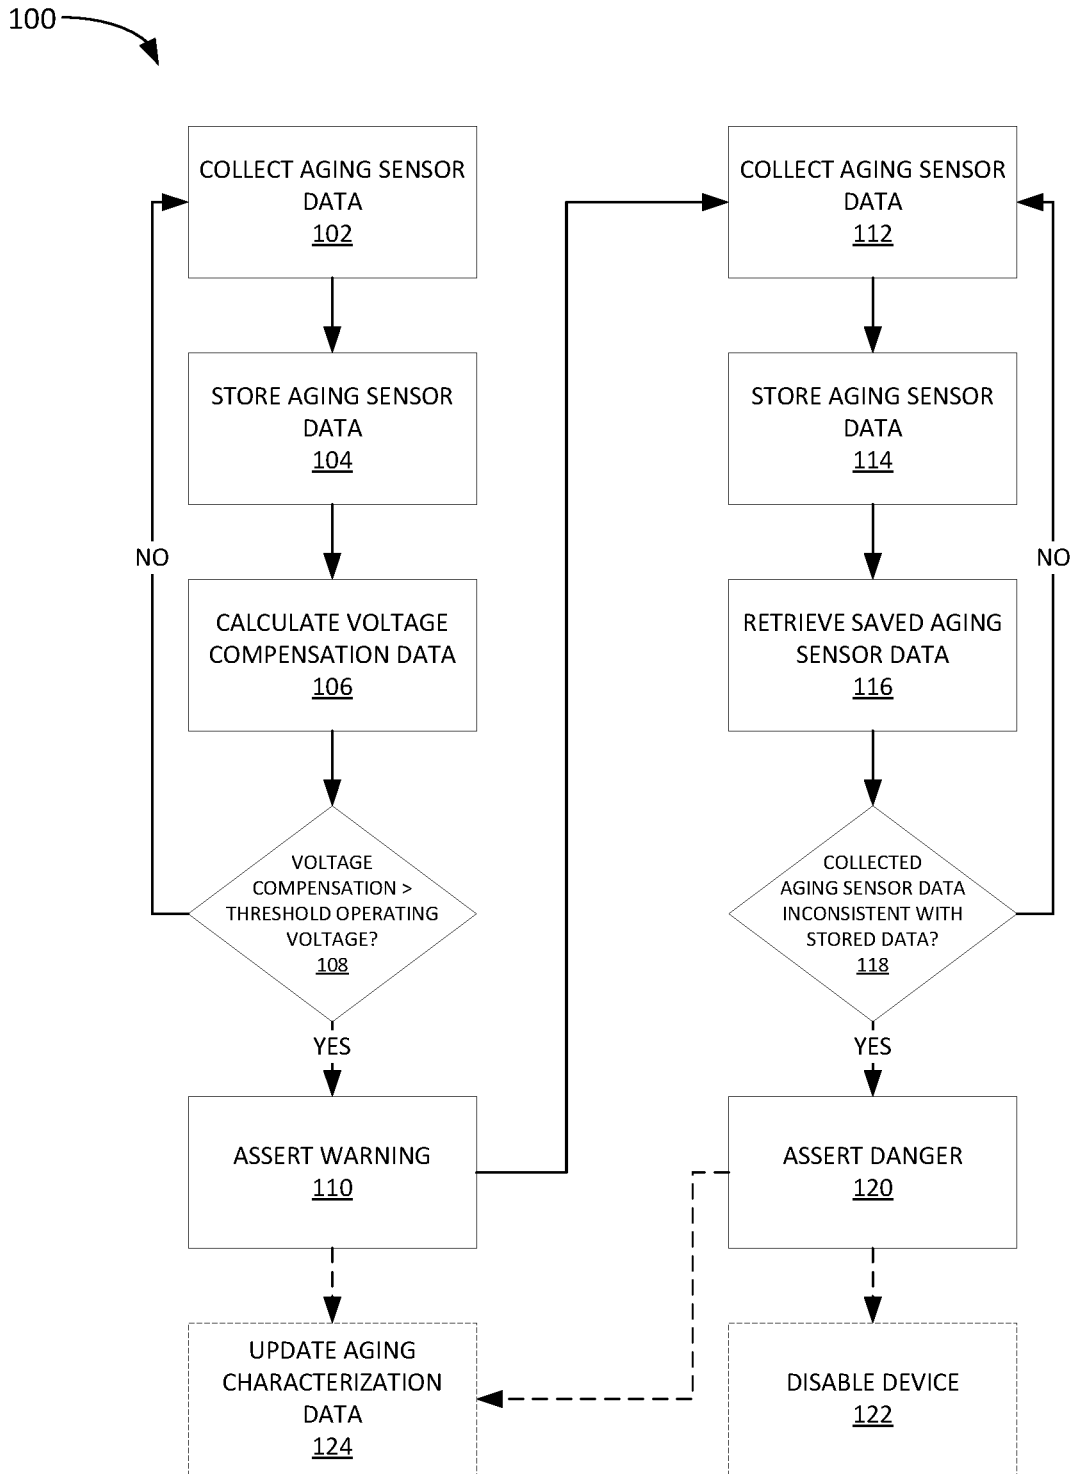 100
COLLECT AGING SENSOR
DATA
102
STORE AGING SENSOR
DATA
104
NO
CALCULATE VOLTAGE
COMPENSATION DATA
106
VOLTAGE
COMPENSATION >
THRESHOLD OPERATING
VOLTAGE?
108
YES
ASSERT WARNING
110
UPDATE AGING
CHARACTERIZATION
DATA
124
COLLECT AGING SENSOR
DATA
112
STORE AGING SENSOR
DATA
114
NO
RETRIEVE SAVED AGING
SENSOR DATA
116
COLLECTED
AGING SENSOR DATA
INCONSISTENT WITH
STORED DATA?
118
YES
ASSERT DANGER
120
DISABLE DEVICE
122